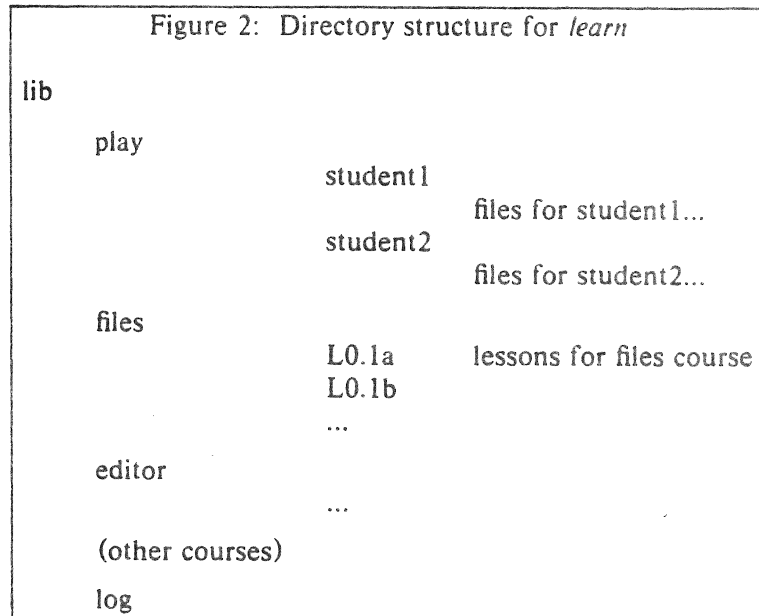 Figure 2: Directory structure for learn
lib
play
student1
files for student1...
student2
files for student2...
files
L0.1a lessons for files course
L0.1b
...
editor
...
(other courses)
log